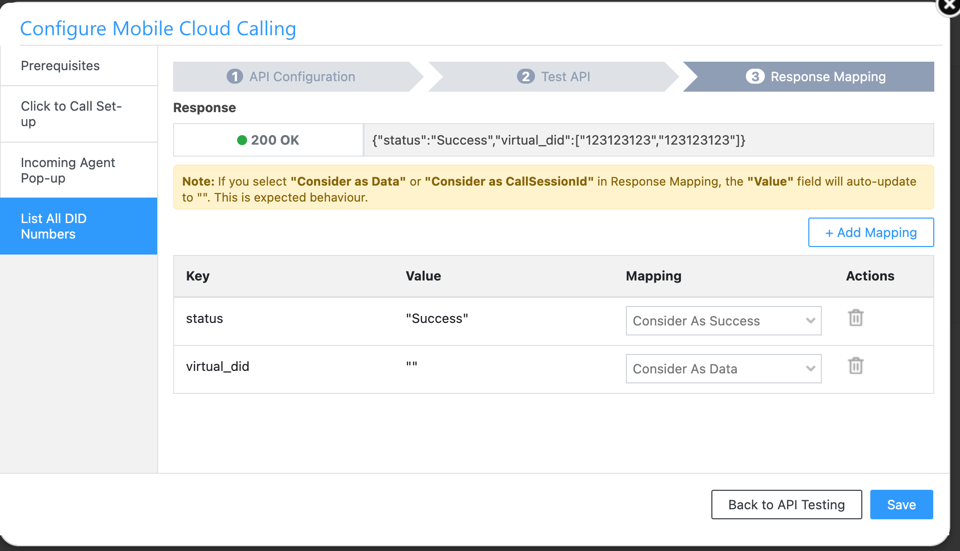 Configure Mobile Cloud Calling
Prerequisites
Click to Call Set-
up
Incoming Agent
Pop-up
List All DID
Numbers
1 API Configuration
2 Test API
3 Response Mapping
Response
200 OK
{"status":"Success","virtual_did":["123123123","123123123"]}
Note: If you select "Consider as Data" or "Consider as CallSessionId" in Response Mapping, the "Value" field will auto-update
to "". This is expected behaviour.
+ Add Mapping
Key Value Mapping Actions
status "Success" Consider As Success
virtual_did "" Consider As Data
Back to API Testing
Save